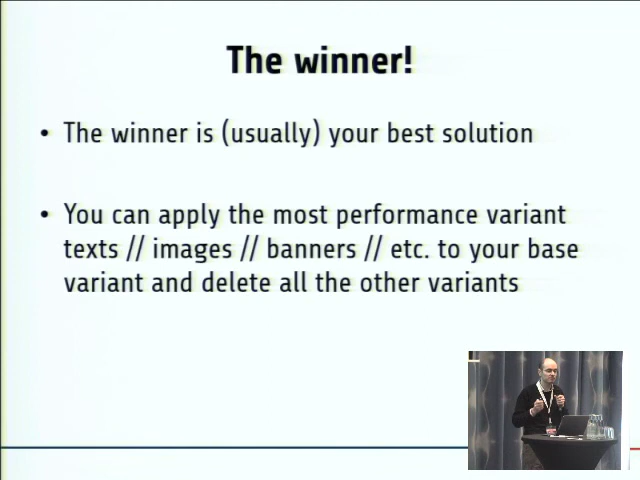 The winner!
• The winner is (usually) your best solution
• You can apply the most performance variant
texts // images // banners // etc. to your base
variant and delete all the other variants